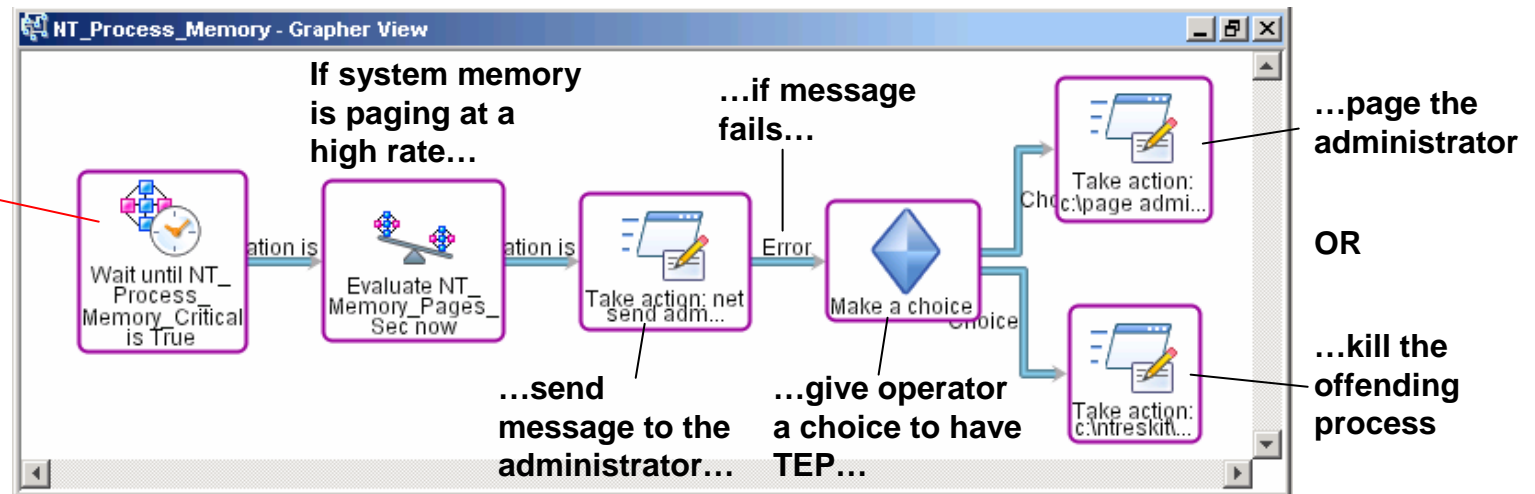 NT_Process_Memory - Grapher View
If system memory
is paging at a
high rate…
…if message
fails…
…page the
administrator
OR
…kill the
offending
process
Wait until NT_
Process_
Memory_Critical
is True
ation is
Evaluate NT_
Memory_Pages_
Sec now
ation is
Take action: net
send adm...
Error
Make a choice
Cho
Take action:
c:\page admi...
Choice
Take action:
c:\ntreskit\...
…send
message to the
administrator…
…give operator
a choice to have
TEP…